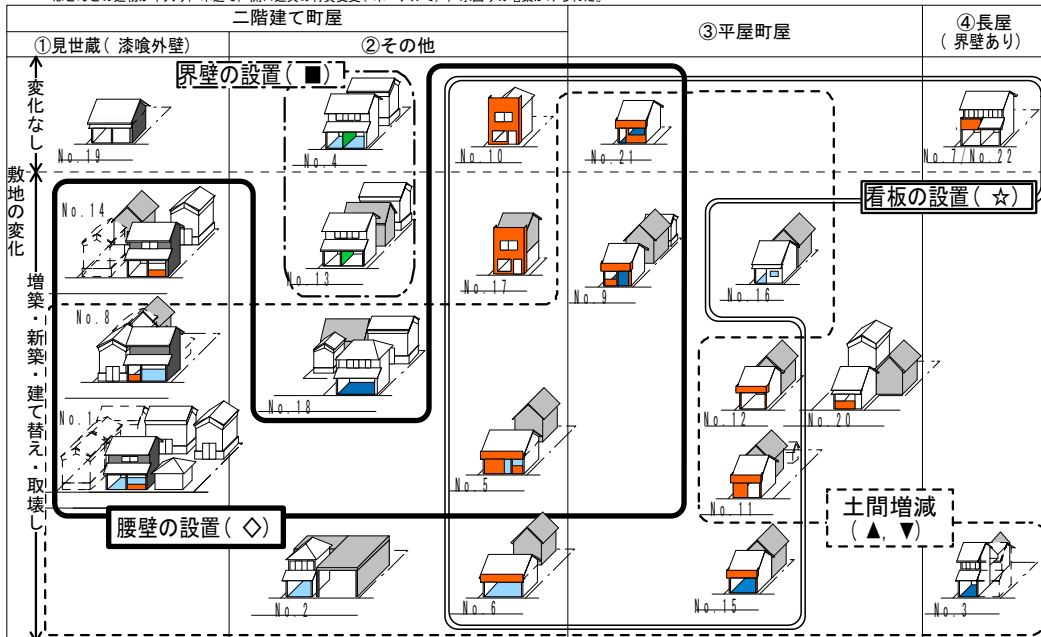 二階建て町屋
③平屋町屋
④長屋
( 界壁あり)
①見世蔵( 漆喰外壁)
②その他
界壁の設置( ■)
変化なし
敷地の変化
増築・新築・建て替え・取壊し
No.19
No.4
No.10
No.21
No.7/No.22
看板の設置( ☆)
No.14
No.13
No.17
No.9
No.16
No.8
No.18
No.12
No.20
No.1
No.5
No.11
腰壁の設置( ◇)
土間増減
(▲, ▼)
No.2
No.6
No.15
No.3